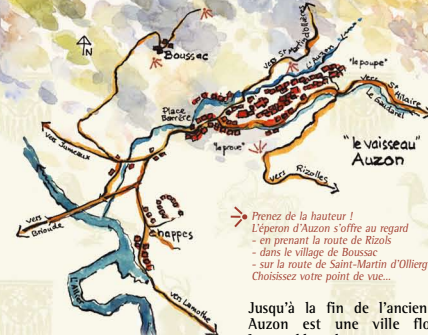 N
Boussac
vers St Martin d'Ollières
L'Auzon
"la poupe"
vers St Hilaire
Le Gaudarel
Place Barrière
"la proue"
"le vaisseau"
Auzon
vers Jumeaux
vers Rizolles
vers Brioude
Chappes
L'Allier
vers Lamothe
Prenez de la hauteur !
L'éperon d'Auzon s'offre au regard
- en prenant la route de Rizols
- dans le village de Boussac
- sur la route de Saint-Martin d'Ollierg
Choisissez votre point de vue...
Jusqu'à la fin de l'ancien
Auzon est une ville flo